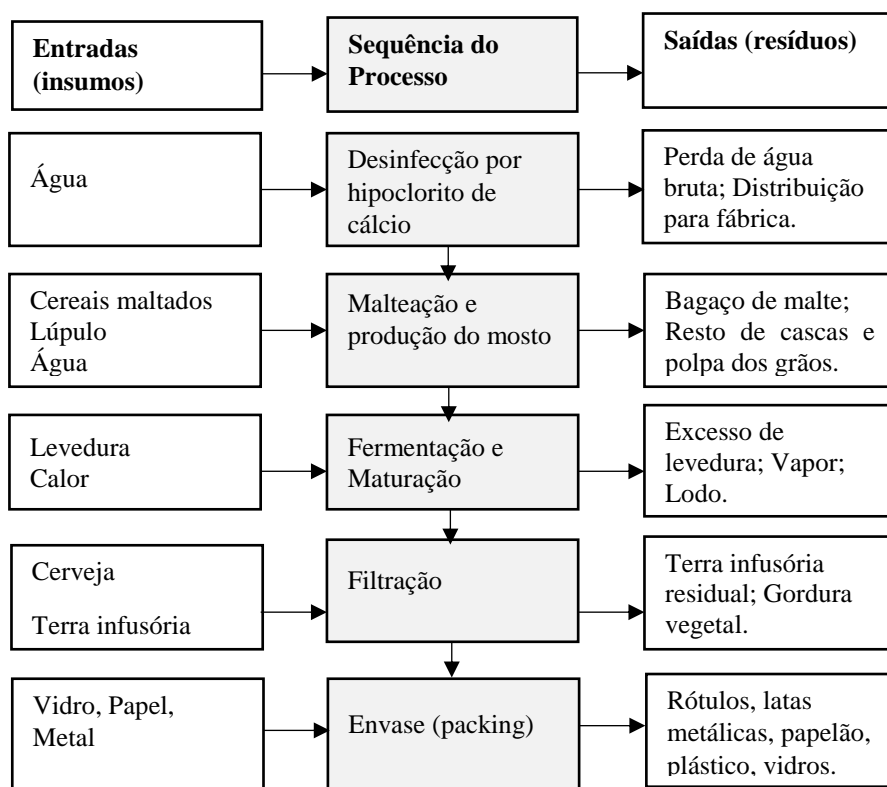 Entradas
(insumos)
Sequência do
Processo
Saídas (resíduos)
Água
Desinfecção por
hipoclorito de
cálcio
Perda de água
bruta; Distribuição
para fábrica.
Cereais maltados
Lúpulo
Água
Malteação e
produção do mosto
Bagaço de malte;
Resto de cascas e
polpa dos grãos.
Levedura
Calor
Fermentação e
Maturação
Excesso de
levedura; Vapor;
Lodo.
Cerveja
Terra infusória
Filtração
Terra infusória
residual; Gordura
vegetal.
Vidro, Papel,
Metal
Envase (packing)
Rótulos, latas
metálicas, papelão,
plástico, vidros.